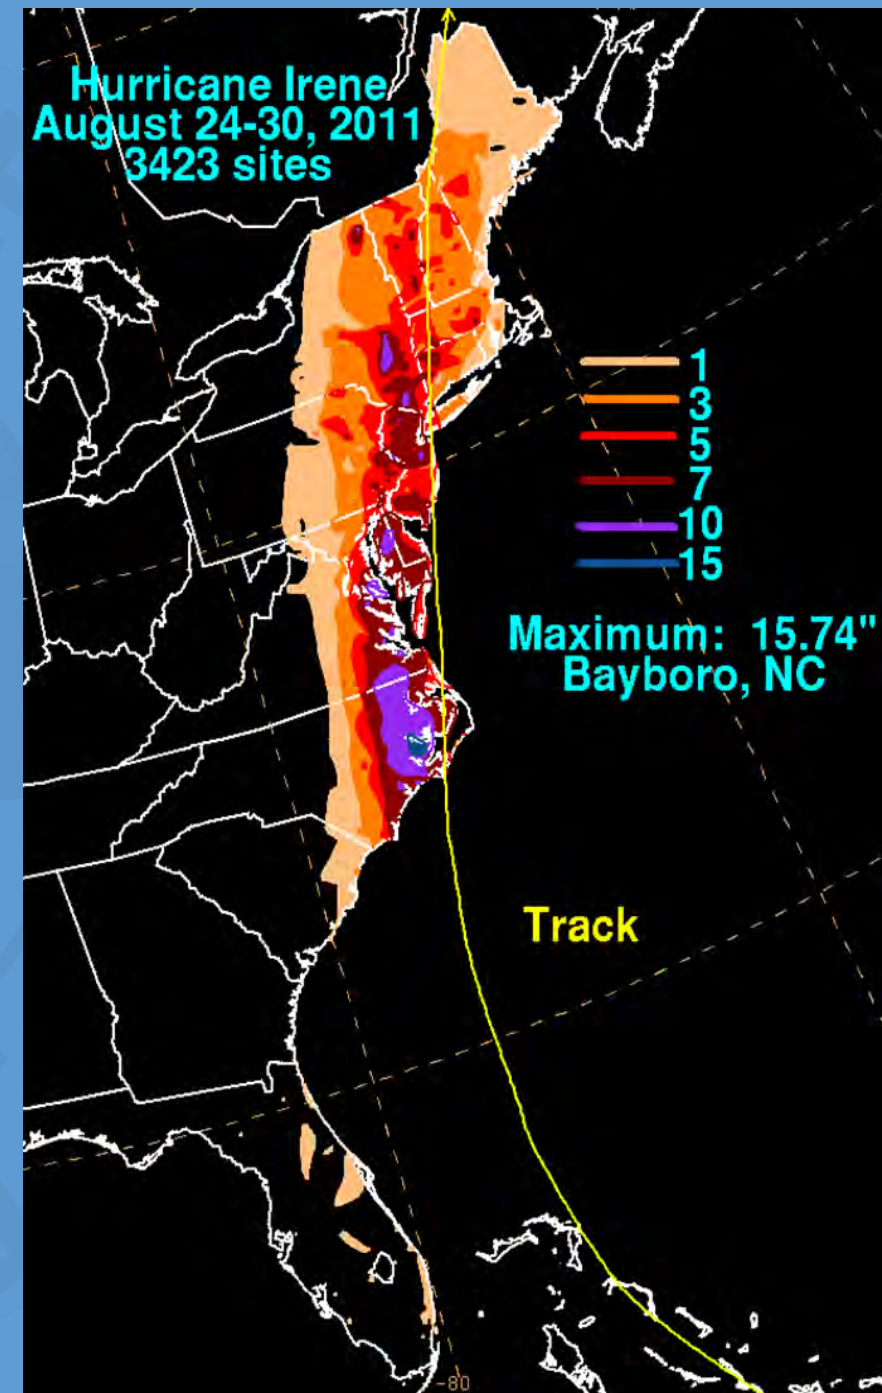 Hurricane Irene
August 24-30, 2011
3423 sites
1
3
5
7
10
15
Maximum: 15.74"
Bayboro, NC
Track
-80